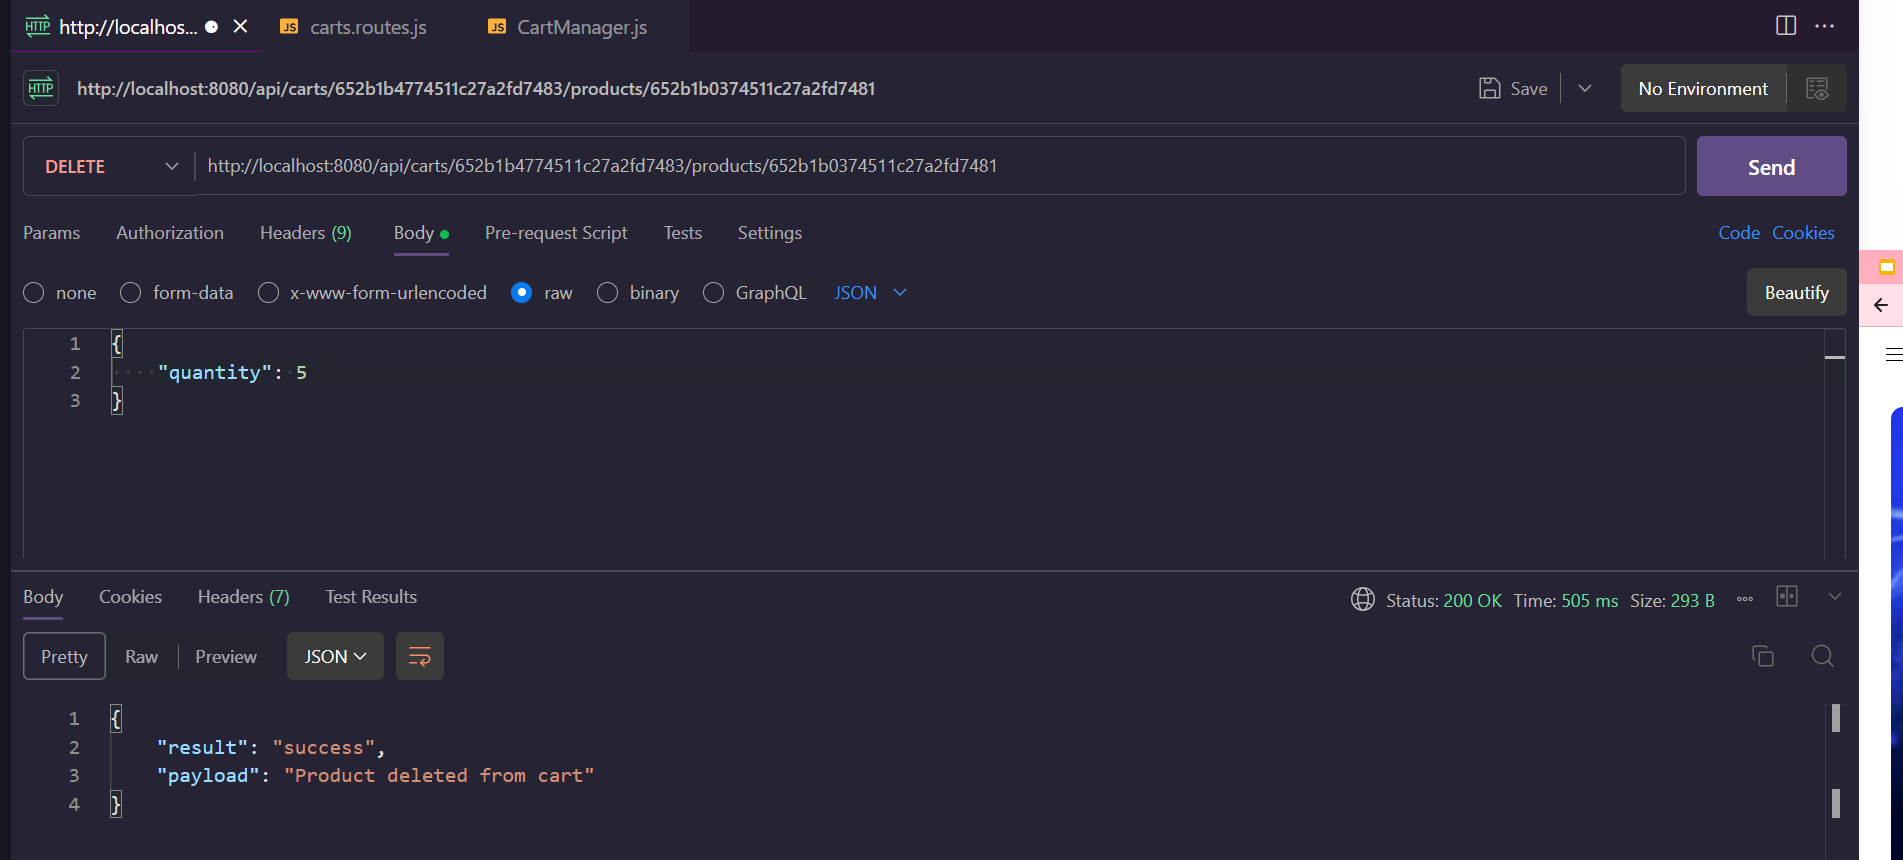 HTTP http://localhos... JS carts.routes.js JS CartManager.js
HTTP http://localhost:8080/api/carts/652b1b4774511c27a2fd7483/products/652b1b0374511c27a2fd7481 Save No Environment
DELETE http://localhost:8080/api/carts/652b1b4774511c27a2fd7483/products/652b1b0374511c27a2fd7481 Send
Params Authorization Headers (9) Body Pre-request Script Tests Settings Code Cookies
none form-data x-www-form-urlencoded raw binary GraphQL JSON Beautify
1 {
2 "quantity": 5
3 }
Body Cookies Headers (7) Test Results Status: 200 OK Time: 505 ms Size: 293 B
Pretty Raw Preview JSON
1 {
2 "result": "success",
3 "payload": "Product deleted from cart"
4 }